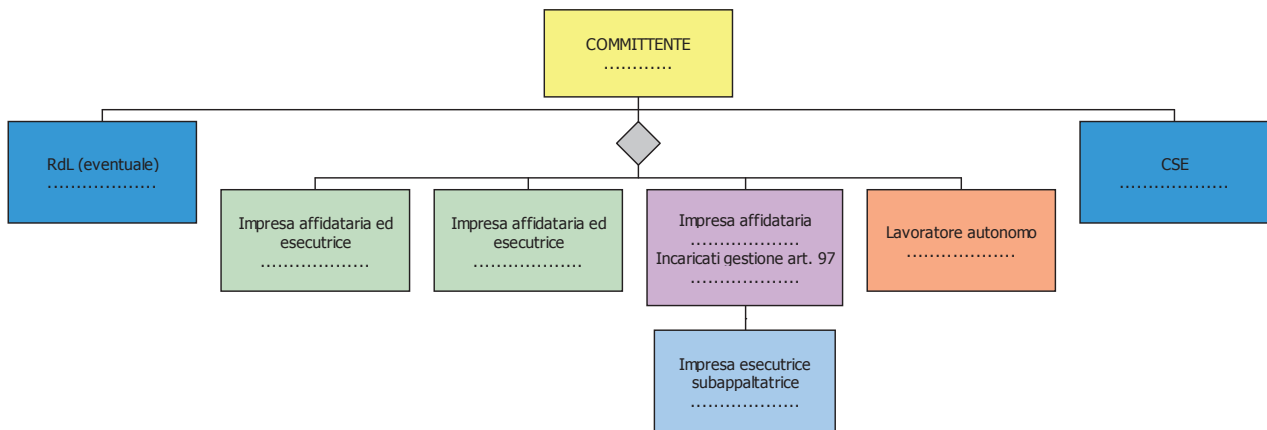 COMMITTENTE
............
RdL (eventuale)
...................
CSE
...................
Impresa affidataria ed
esecutrice
...................
Impresa affidataria ed
esecutrice
...................
Impresa affidataria
...................
Incaricati gestione art. 97
...................
Lavoratore autonomo
...................
Impresa esecutrice
subappaltatrice
...................